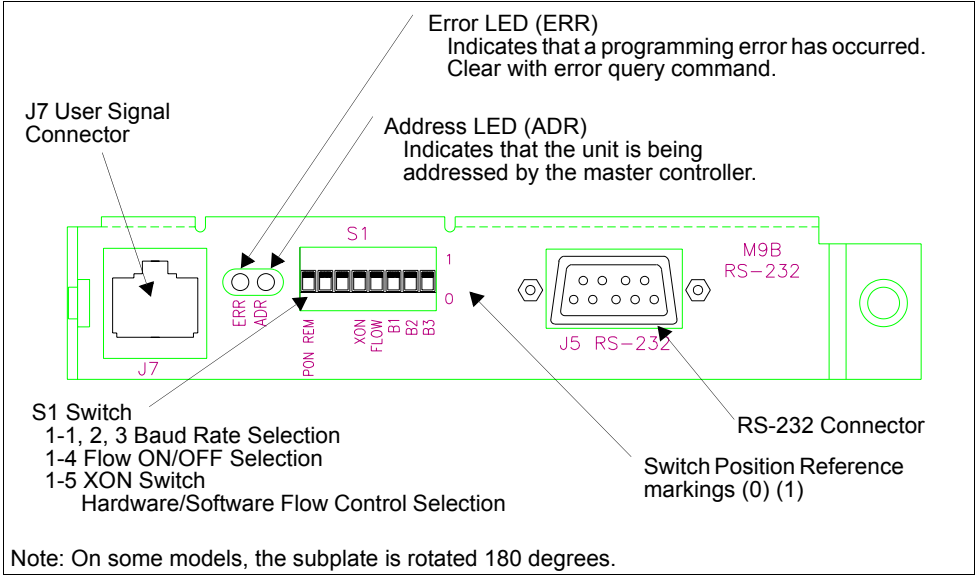 Error LED (ERR)
Indicates that a programming error has occurred.
Clear with error query command.
J7 User Signal
Connector
Address LED (ADR)
Indicates that the unit is being
addressed by the master controller.
S1
1
0
M9B
RS-232
ERR
ADR
PON REM
XON
FLOW
B1
B2
B3
J7
J5 RS-232
S1 Switch
1-1, 2, 3 Baud Rate Selection
1-4 Flow ON/OFF Selection
1-5 XON Switch
Hardware/Software Flow Control Selection
RS-232 Connector
Switch Position Reference
markings (0) (1)
Note: On some models, the subplate is rotated 180 degrees.